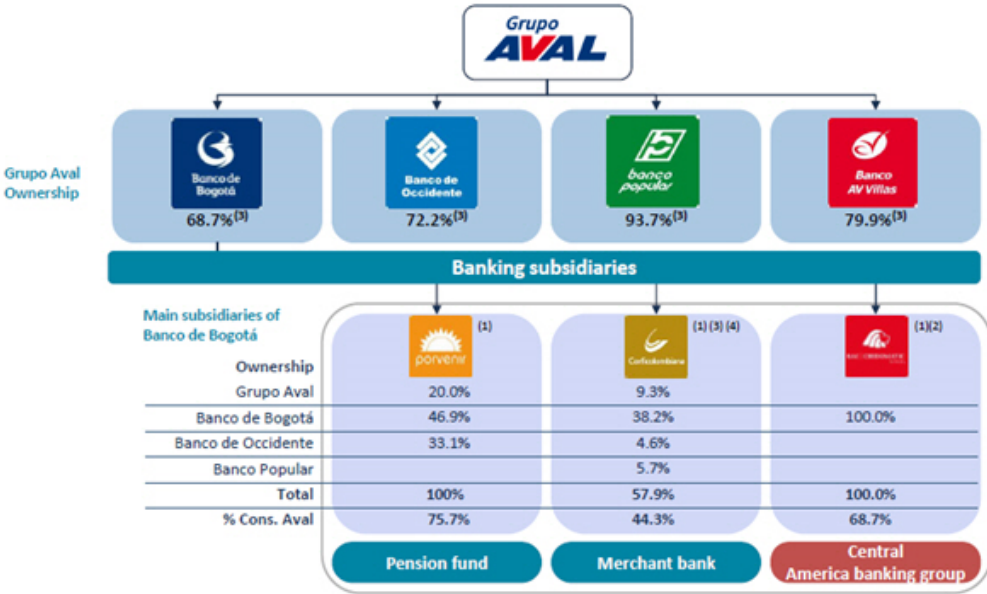 Grupo
AVAL
Grupo Aval
Ownership
Banco de
Bogotá
68.7%(3)
Banco de
Occidente
72.2%(3)
banco
popular
93.7%(3)
Banco
AV Villas
79.9%(3)
Banking subsidiaries
Main subsidiaries of
Banco de Bogotá
porvenir
(1)
Corficolombiana
(1) (3) (4)
(1)(2)
Ownership
Grupo Aval 20.0% 9.3%
Banco de Bogotá 46.9% 38.2% 100.0%
Banco de Occidente 33.1% 4.6%
Banco Popular 5.7%
Total 100% 57.9% 100.0%
% Cons. Aval 75.7% 44.3% 68.7%
Pension fund
Merchant bank
Central
America banking group